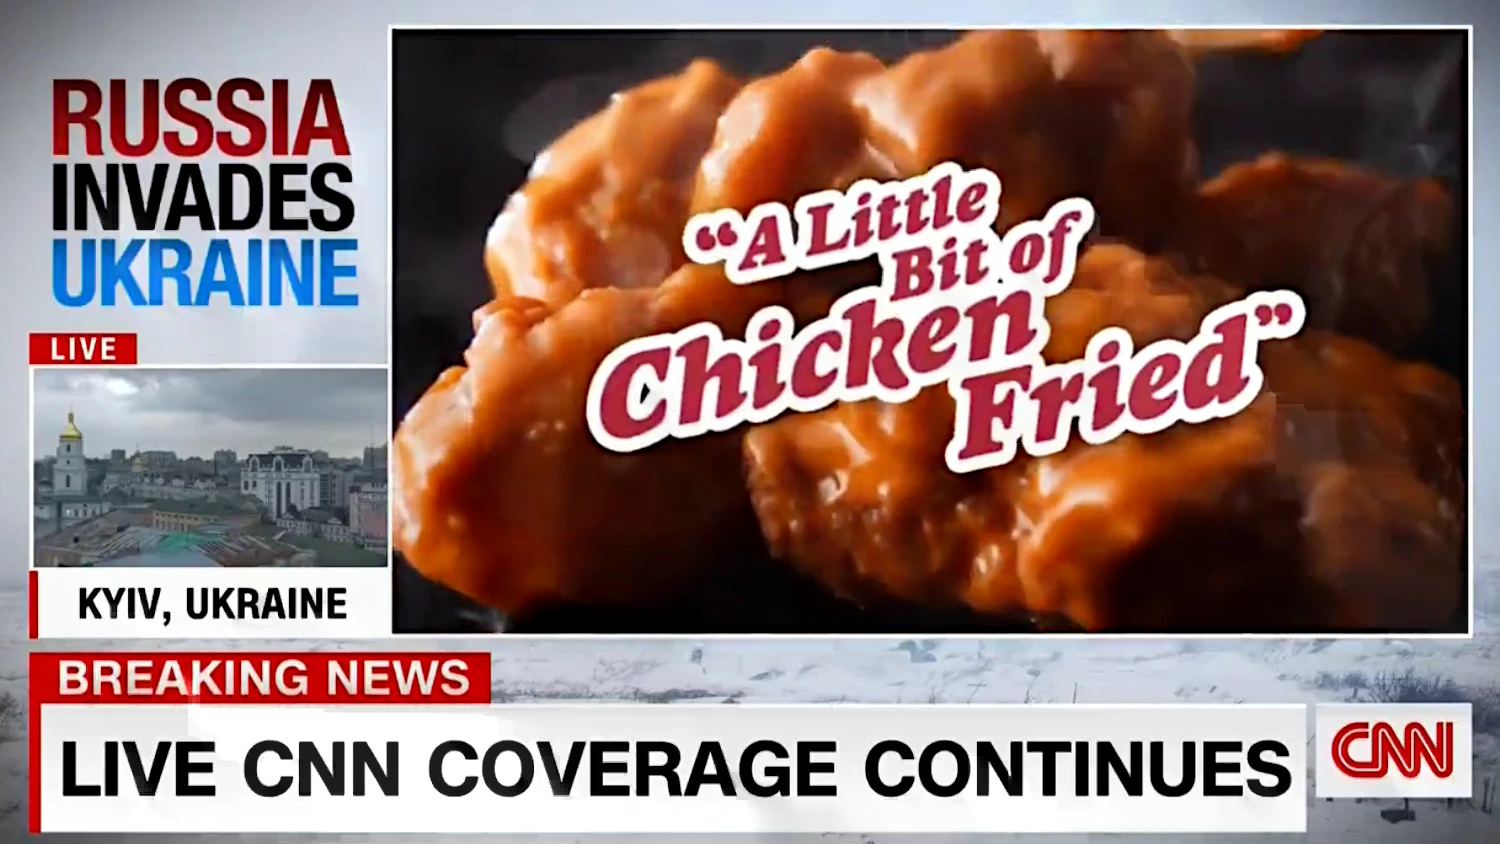 RUSSIA
INVADES
UKRAINE
LIVE
KYIV, UKRAINE
"A Little
Bit of
Chicken
Fried"
BREAKING NEWS
LIVE CNN COVERAGE CONTINUES
CNN